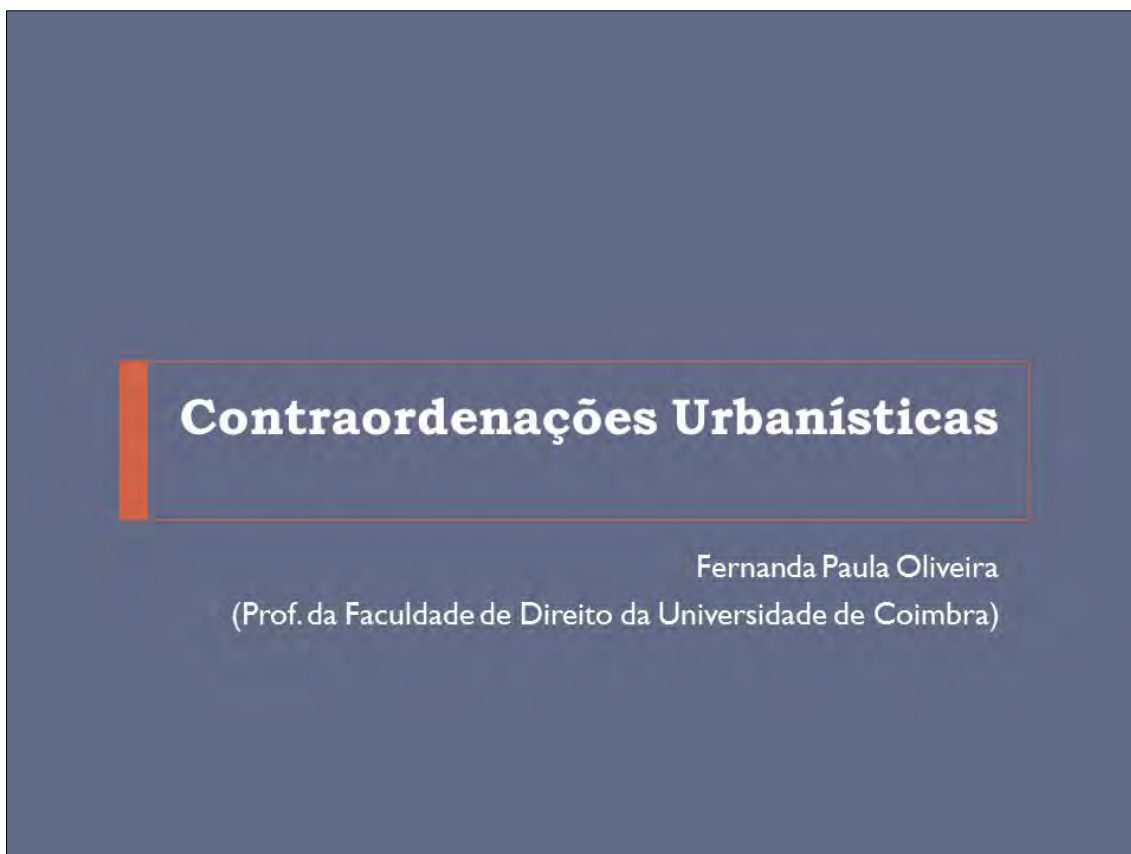 Contraordenações Urbanísticas
Fernanda Paula Oliveira
(Prof. da Faculdade de Direito da Universidade de Coimbra)